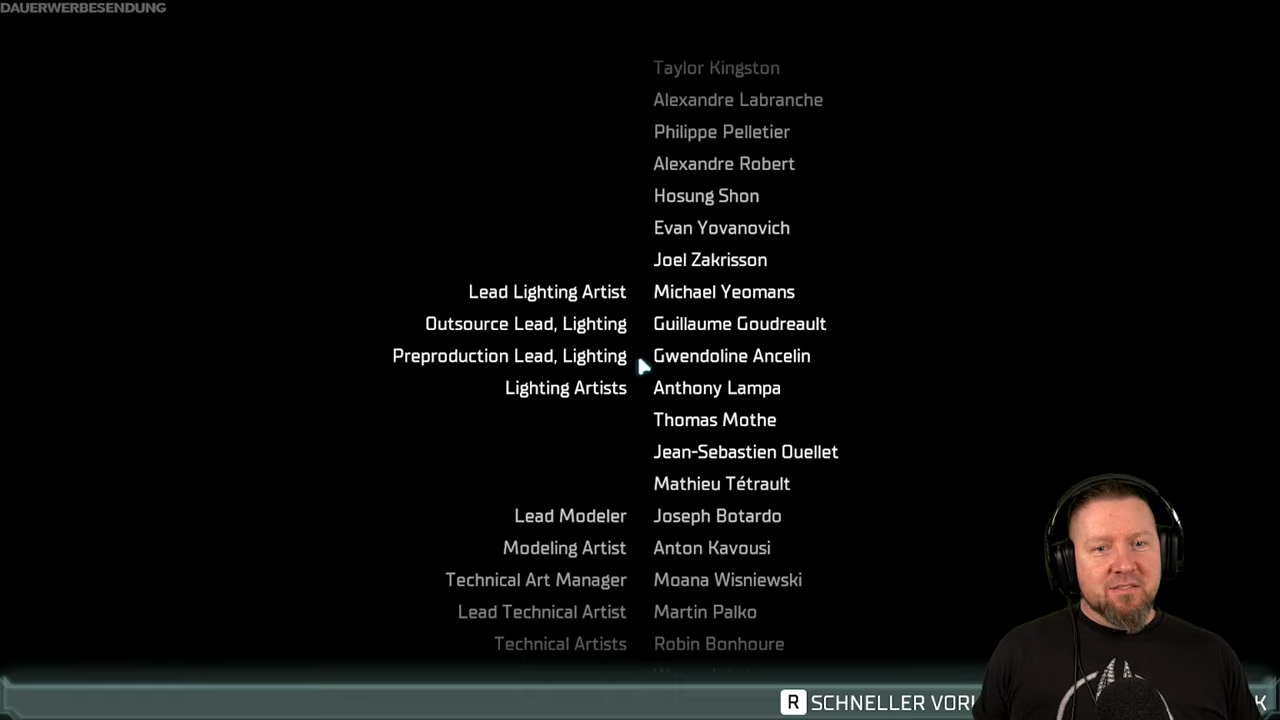 DAUERWERBESENDUNG
Taylor Kingston
Alexandre Labranche
Philippe Pelletier
Alexandre Robert
Hosung Shon
Evan Yovanovich
Joel Zakrisson
Lead Lighting Artist Michael Yeomans
Outsource Lead, Lighting Guillaume Goudreault
Preproduction Lead, Lighting Gwendoline Ancelin
Lighting Artists Anthony Lampa
Thomas Mothe
Jean-Sebastien Ouellet
Mathieu Tétrault
Lead Modeler Joseph Botardo
Modeling Artist Anton Kavousi
Technical Art Manager Moana Wisniewski
Lead Technical Artist Martin Palko
Technical Artists Robin Bonhoure
R SCHNELLER